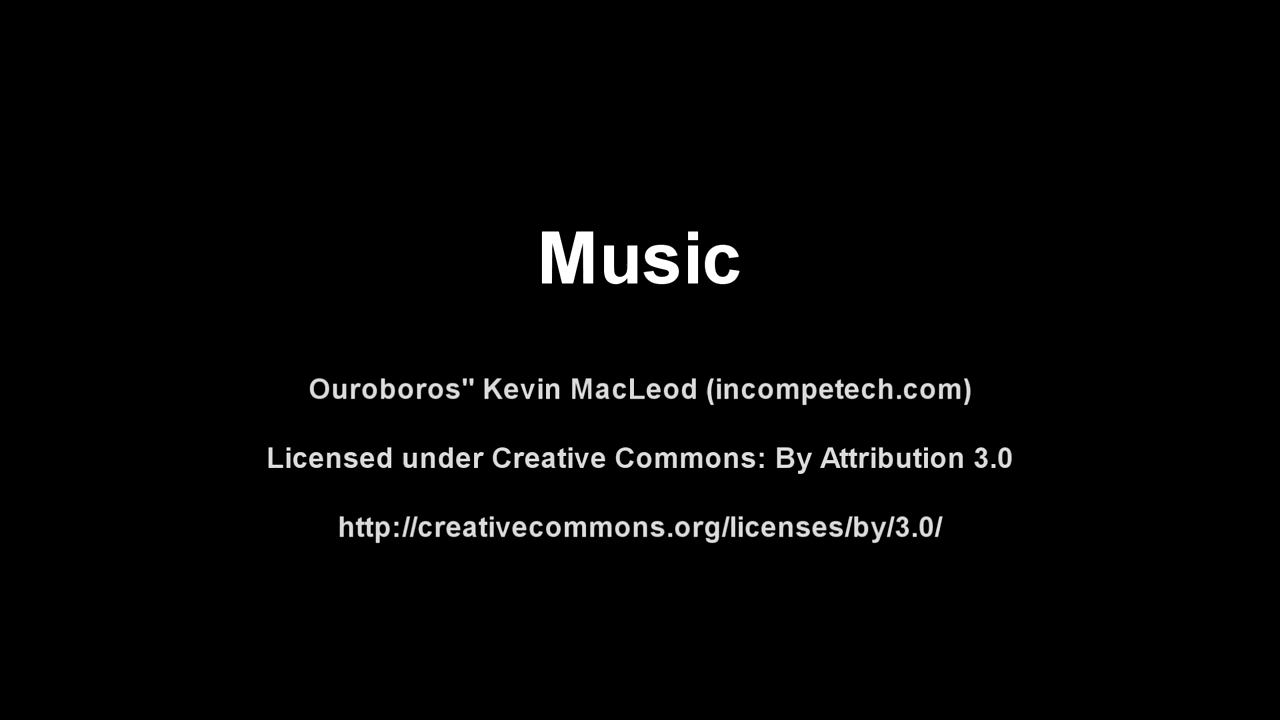 Music
Ouroboros" Kevin MacLeod (incompetech.com)
Licensed under Creative Commons: By Attribution 3.0
http://creativecommons.org/licenses/by/3.0/